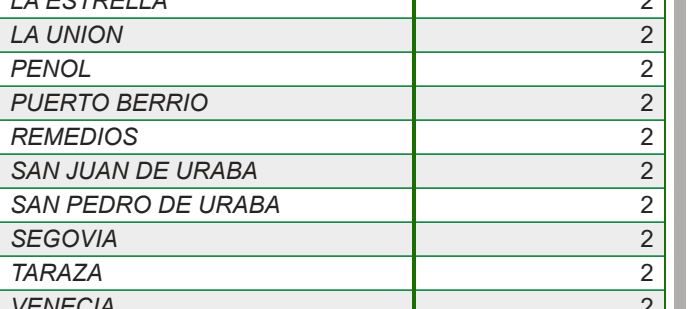 LA ESTRELLA 2
LA UNION 2
PENOL 2
PUERTO BERRIO 2
REMEDIOS 2
SAN JUAN DE URABA 2
SAN PEDRO DE URABA 2
SEGOVIA 2
TARAZA 2
VENECIA 2